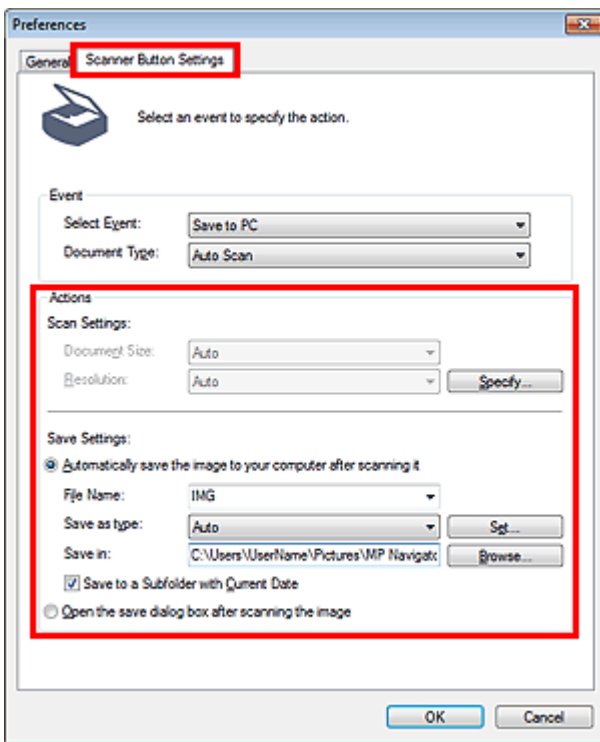 Preferences
General Scanner Button Settings
Select an event to specify the action.
Event
Select Event: Save to PC
Document Type: Auto Scan
Actions
Scan Settings:
Document Size: Auto
Resolution: Auto Specify...
Save Settings:
Automatically save the image to your computer after scanning it
File Name: IMG
Save as type: Auto Set...
Save in: C:\Users\UserName\Pictures\MP Navigato Browse...
Save to a Subfolder with Current Date
Open the save dialog box after scanning the image
OK Cancel